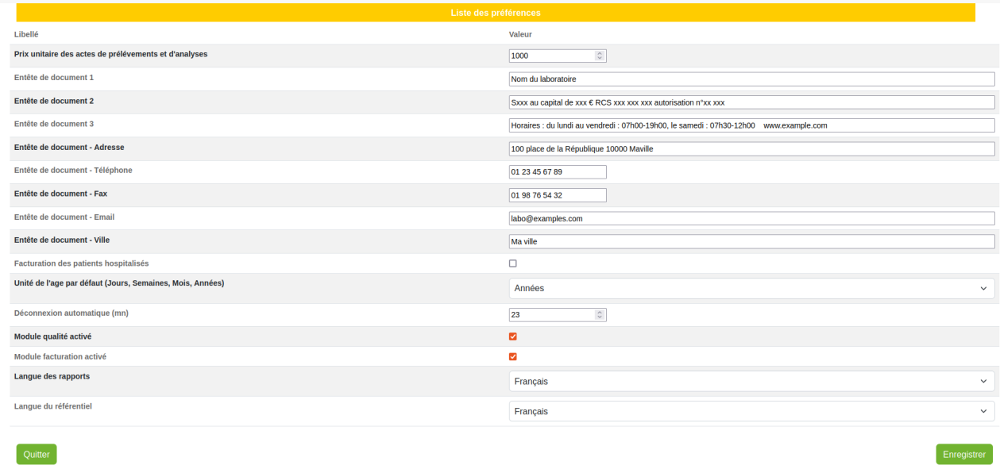 Liste des préférences
Libellé Valeur
Prix unitaire des actes de prélévements et d'analyses 1000
Entête de document 1 Nom du laboratoire
Entête de document 2 Sxxx au capital de xxx € RCS xxx xxx xxx autorisation n°xx xxx
Entête de document 3 Horaires : du lundi au vendredi : 07h00-19h00, le samedi : 07h30-12h00 www.example.com
Entête de document - Adresse 100 place de la République 10000 Maville
Entête de document - Téléphone 01 23 45 67 89
Entête de document - Fax 01 98 76 54 32
Entête de document - Email labo@examples.com
Entête de document - Ville Ma ville
Facturation des patients hospitalisés
Unité de l'age par défaut (Jours, Semaines, Mois, Années) Années
Déconnexion automatique (mn) 23
Module qualité activé
Module facturation activé
Langue des rapports Français
Langue du référentiel Français
Quitter Enregistrer